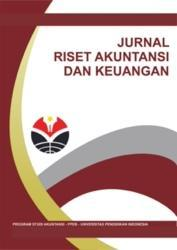 JURNAL
RISET AKUNTANSI
DAN KEUANGAN
PROGRAM STUDI AKUNTANSI - FPEB - UNIVERSITAS PENDIDIKAN INDONESIA